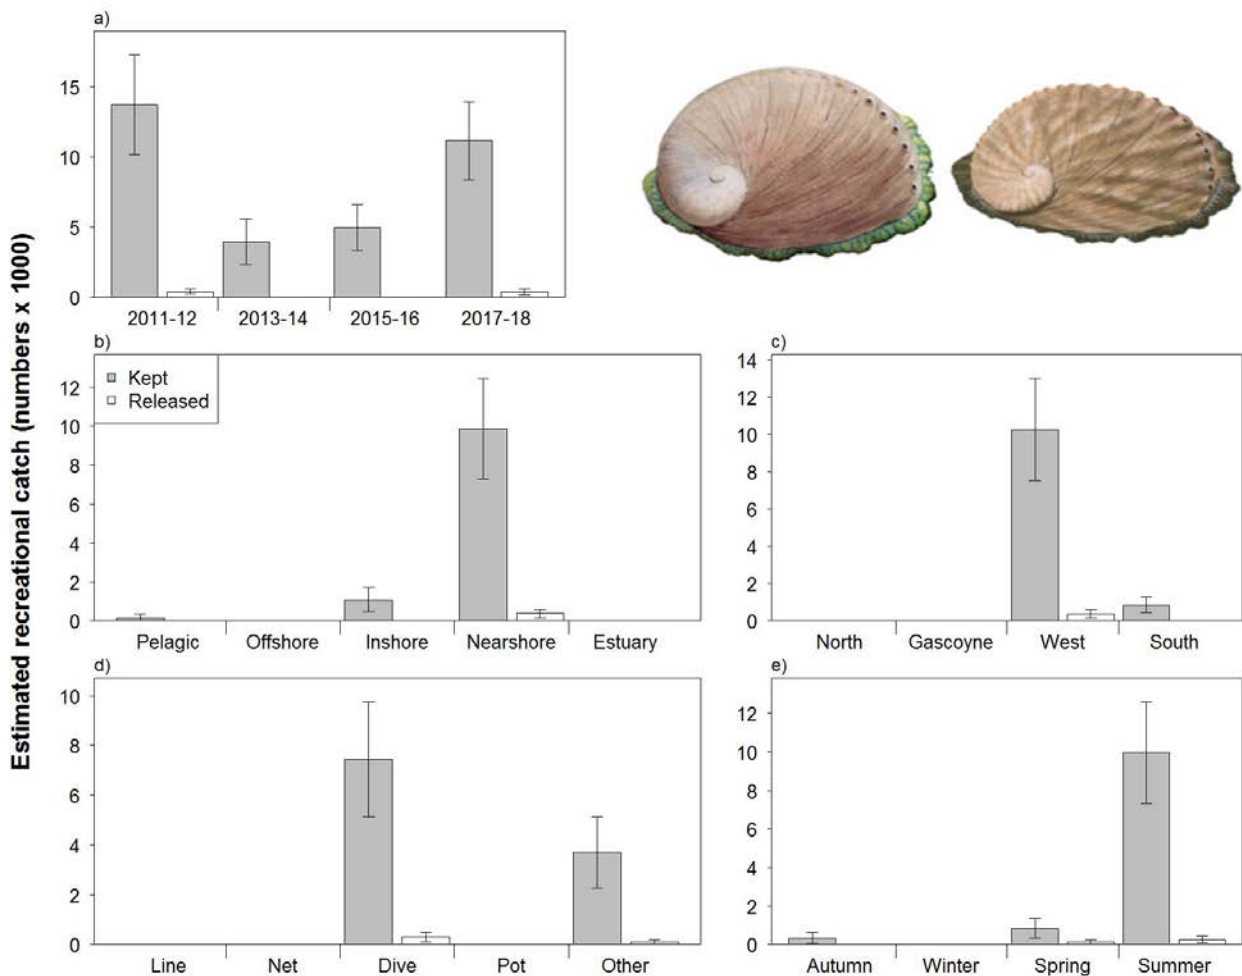 a)
15
10
5
0
2011-12 2013-14 2015-16 2017-18
Estimated recreational catch (numbers x 1000)
b)
Kept
Released
12
10
8
6
4
2
0
Pelagic Offshore Inshore Nearshore Estuary
c)
14
12
10
8
6
4
2
0
North Gascoyne West South
d)
10
8
6
4
2
0
Line Net Dive Pot Other
e)
12
10
8
6
4
2
0
Autumn Winter Spring Summer